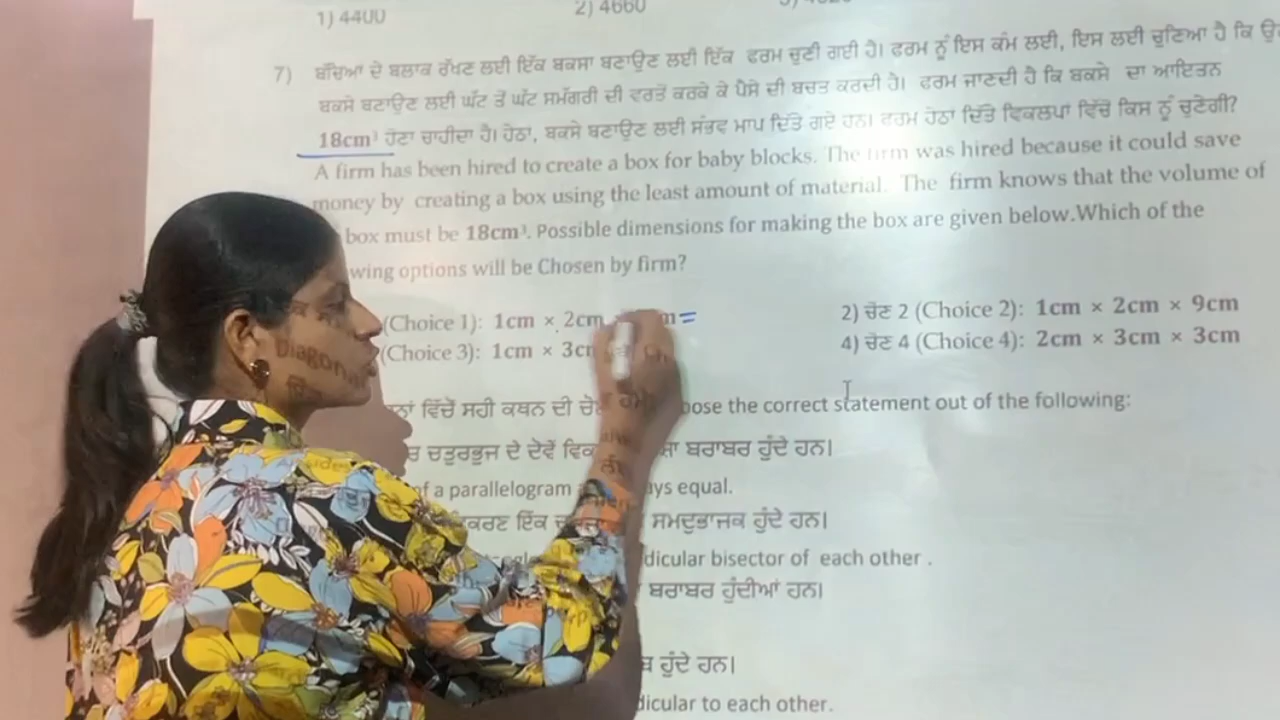 1) 4400
2) 4660
7) ਬੱਚਿਆਂ ਦੇ ਬਲਾਕ ਰੱਖਣ ਲਈ ਇੱਕ ਬਕਸਾ ਬਣਾਉਣ ਲਈ ਇੱਕ ਫਰਮ ਚੁਣੀ ਗਈ ਹੈ। ਫਰਮ ਨੂੰ ਇਸ ਕੰਮ ਲਈ, ਇਸ ਲਈ ਚੁਣਿਆ ਹੈ ਕਿ
ਬਕਸੇ ਬਣਾਉਣ ਲਈ ਘੱਟ ਤੋਂ ਘੱਟ ਸਮੱਗਰੀ ਦੀ ਵਰਤੋਂ ਕਰਕੇ ਕੇ ਪੈਸੇ ਦੀ ਬਚਤ ਕਰਦੀ ਹੈ। ਫਰਮ ਜਾਣਦੀ ਹੈ ਕਿ ਬਕਸੇ ਦਾ ਆਇਤਨ
18cm³ ਹੋਣਾ ਚਾਹੀਦਾ ਹੈ। ਹੇਠਾਂ, ਬਕਸੇ ਬਣਾਉਣ ਲਈ ਸੰਭਵ ਮਾਪ ਦਿੱਤੇ ਗਏ ਹਨ। ਫਰਮ ਹੇਠਾਂ ਦਿੱਤੇ ਵਿਕਲਪਾਂ ਵਿੱਚੋਂ ਕਿਸ ਨੂੰ ਚੁਣੇਗੀ?
A firm has been hired to create a box for baby blocks. The firm was hired because it could save
money by creating a box using the least amount of material. The firm knows that the volume of
box must be 18cm³. Possible dimensions for making the box are given below.Which of the
wing options will be Chosen by firm?
(Choice 1): 1cm × 2cm m =
2) ਚੋਣ 2 (Choice 2): 1cm × 2cm × 9cm
(Choice 3): 1cm × 3cm
4) ਚੋਣ 4 (Choice 4): 2cm × 3cm × 3cm
ਵਿੱਚੋਂ ਸਹੀ ਕਥਨ ਦੀ oose the correct statement out of the following:
ਚਤੁਰਭੁਜ ਦੇ ਦੋਵੇਂ ਬਰਾਬਰ ਹੁੰਦੇ ਹਨ।
of a parallelogram ays equal.
ਇੱਕ ਸਮਦੁਭਾਜਕ ਹੁੰਦੇ ਹਨ।
dicular bisector of each other .
ਬਰਾਬਰ ਹੁੰਦੀਆਂ ਹਨ।
ਹੁੰਦੇ ਹਨ।
dicular to each other.